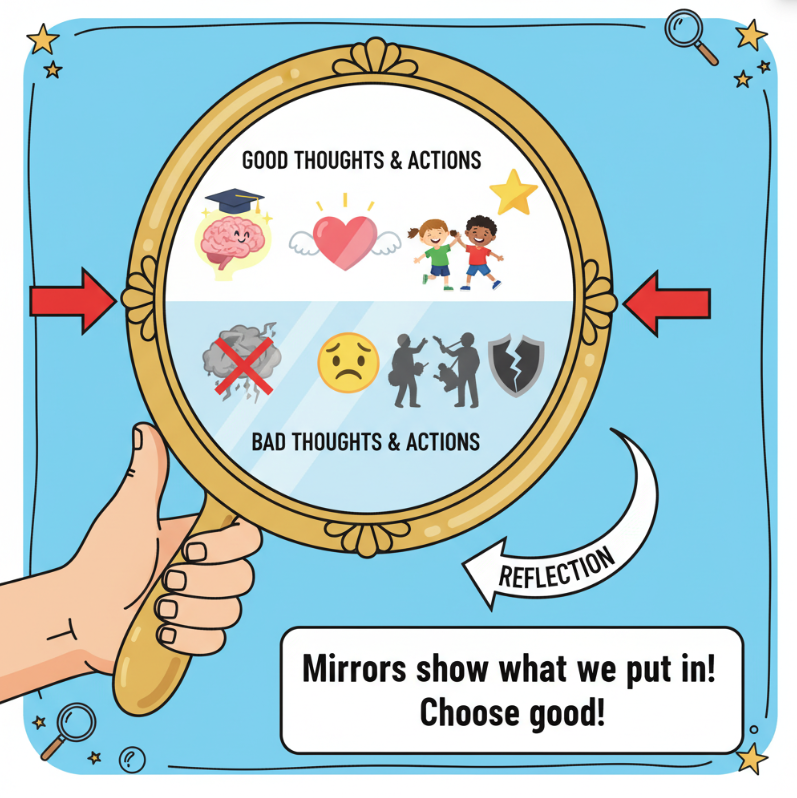 GOOD THOUGHTS & ACTIONS
BAD THOUGHTS & ACTIONS
REFLECTION
Mirrors show what we put in!
Choose good!
?